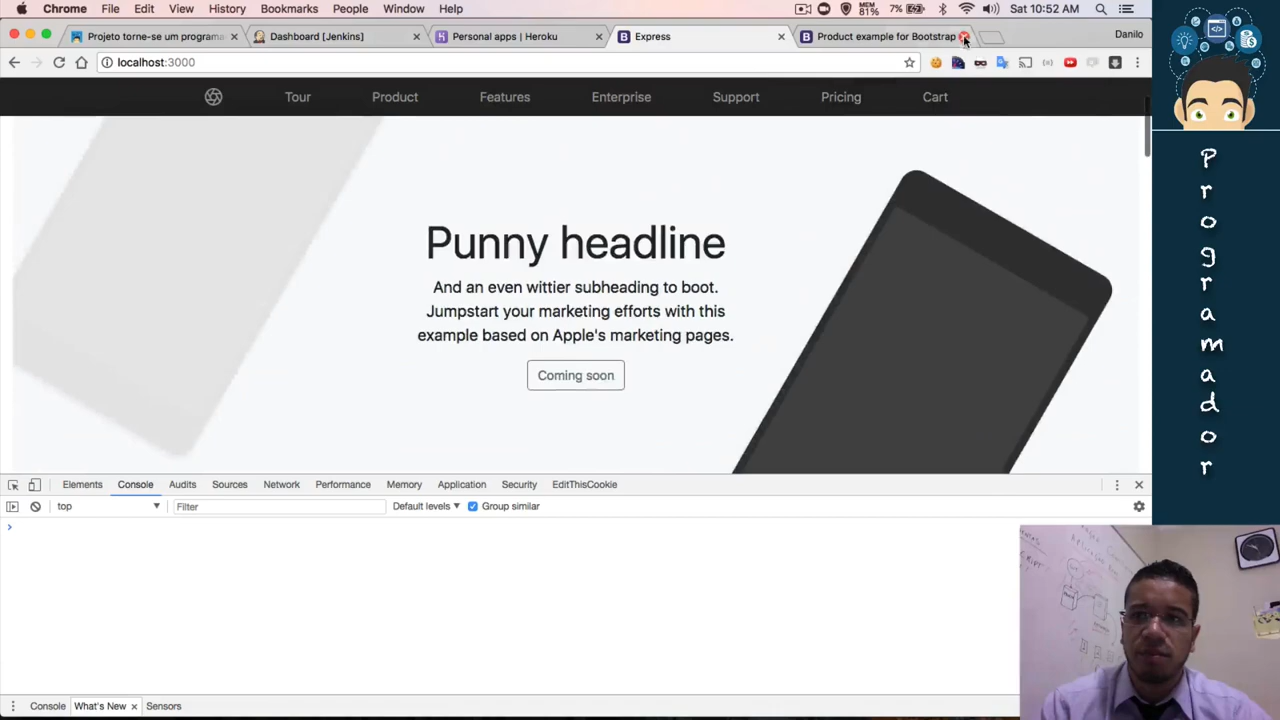 Chrome File Edit View History Bookmarks People Window Help MEM 81% 7% Sat 10:52 AM
Projeto torne-se um programa
Dashboard [Jenkins]
Personal apps | Heroku
Express
Product example for Bootstrap
Danilo
localhost:3000
Tour Product Features Enterprise Support Pricing Cart
Punny headline
And an even wittier subheading to boot.
Jumpstart your marketing efforts with this
example based on Apple's marketing pages.
Coming soon
Elements Console Audits Sources Network Performance Memory Application Security EditThisCookie
top Filter Default levels Group similar
Console What's New Sensors
Programador